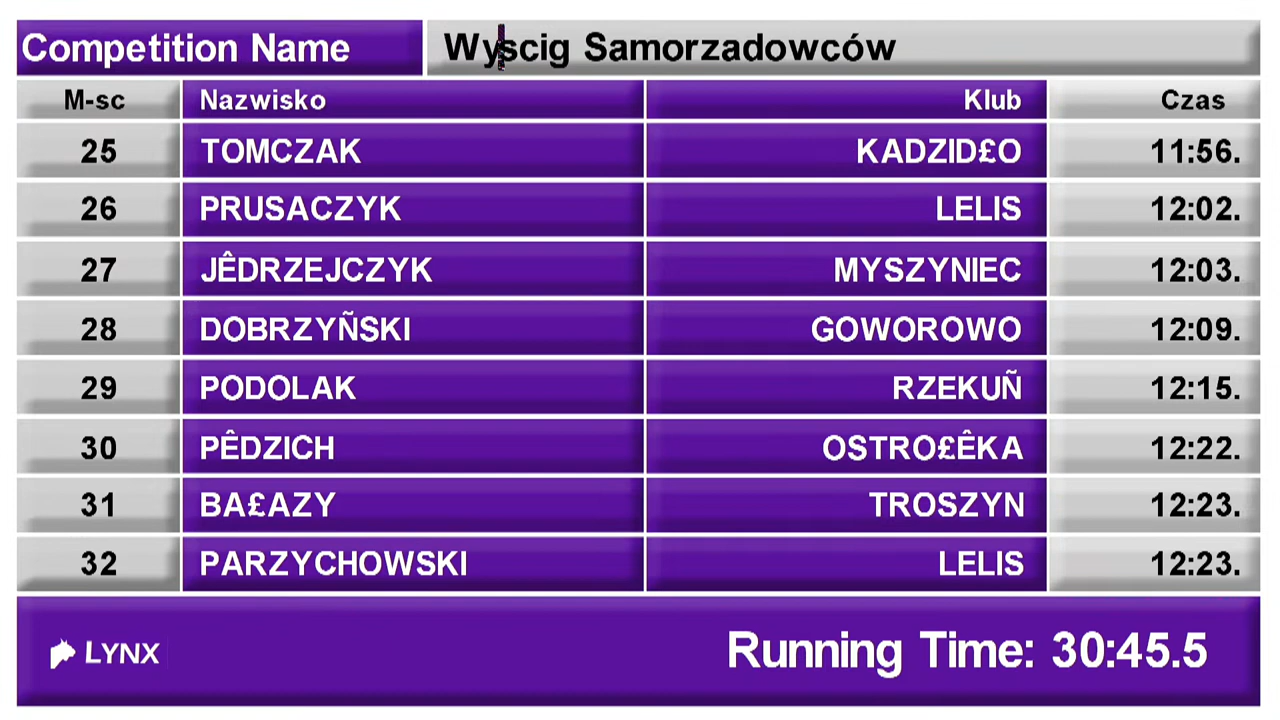 Competition Name Wyscig Samorzadowców
M-sc Nazwisko Klub Czas
25 TOMCZAK KADZID£O 11:56.
26 PRUSACZYK LELIS 12:02.
27 JÊDRZEJCZYK MYSZYNIEC 12:03.
28 DOBRZYÑSKI GOWOROWO 12:09.
29 PODOLAK RZEKUÑ 12:15.
30 PÊDZICH OSTRO£ÊKA 12:22.
31 BA£AZY TROSZYN 12:23.
32 PARZYCHOWSKI LELIS 12:23.
LYNX Running Time: 30:45.5